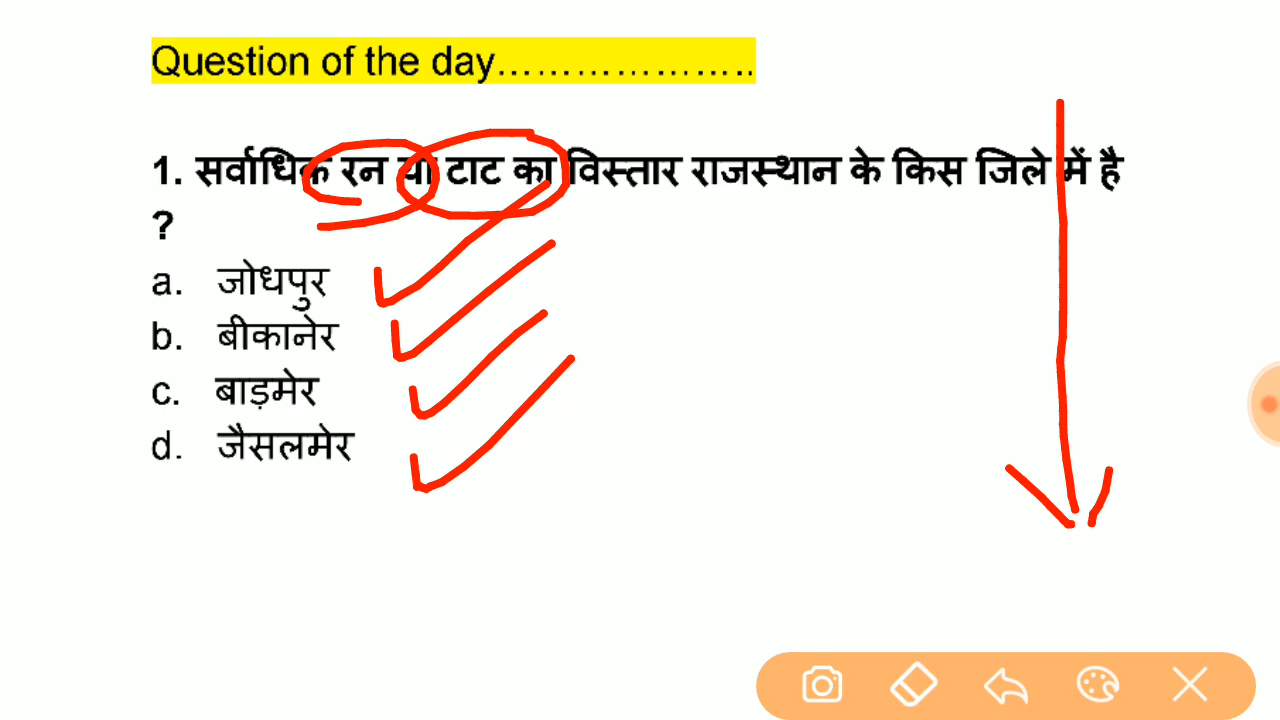 Question of the day.....................
1. सर्वाधिक रन या टाट का विस्तार राजस्थान के किस जिले में है
?
a. जोधपुर
b. बीकानेर
c. बाड़मेर
d. जैसलमेर